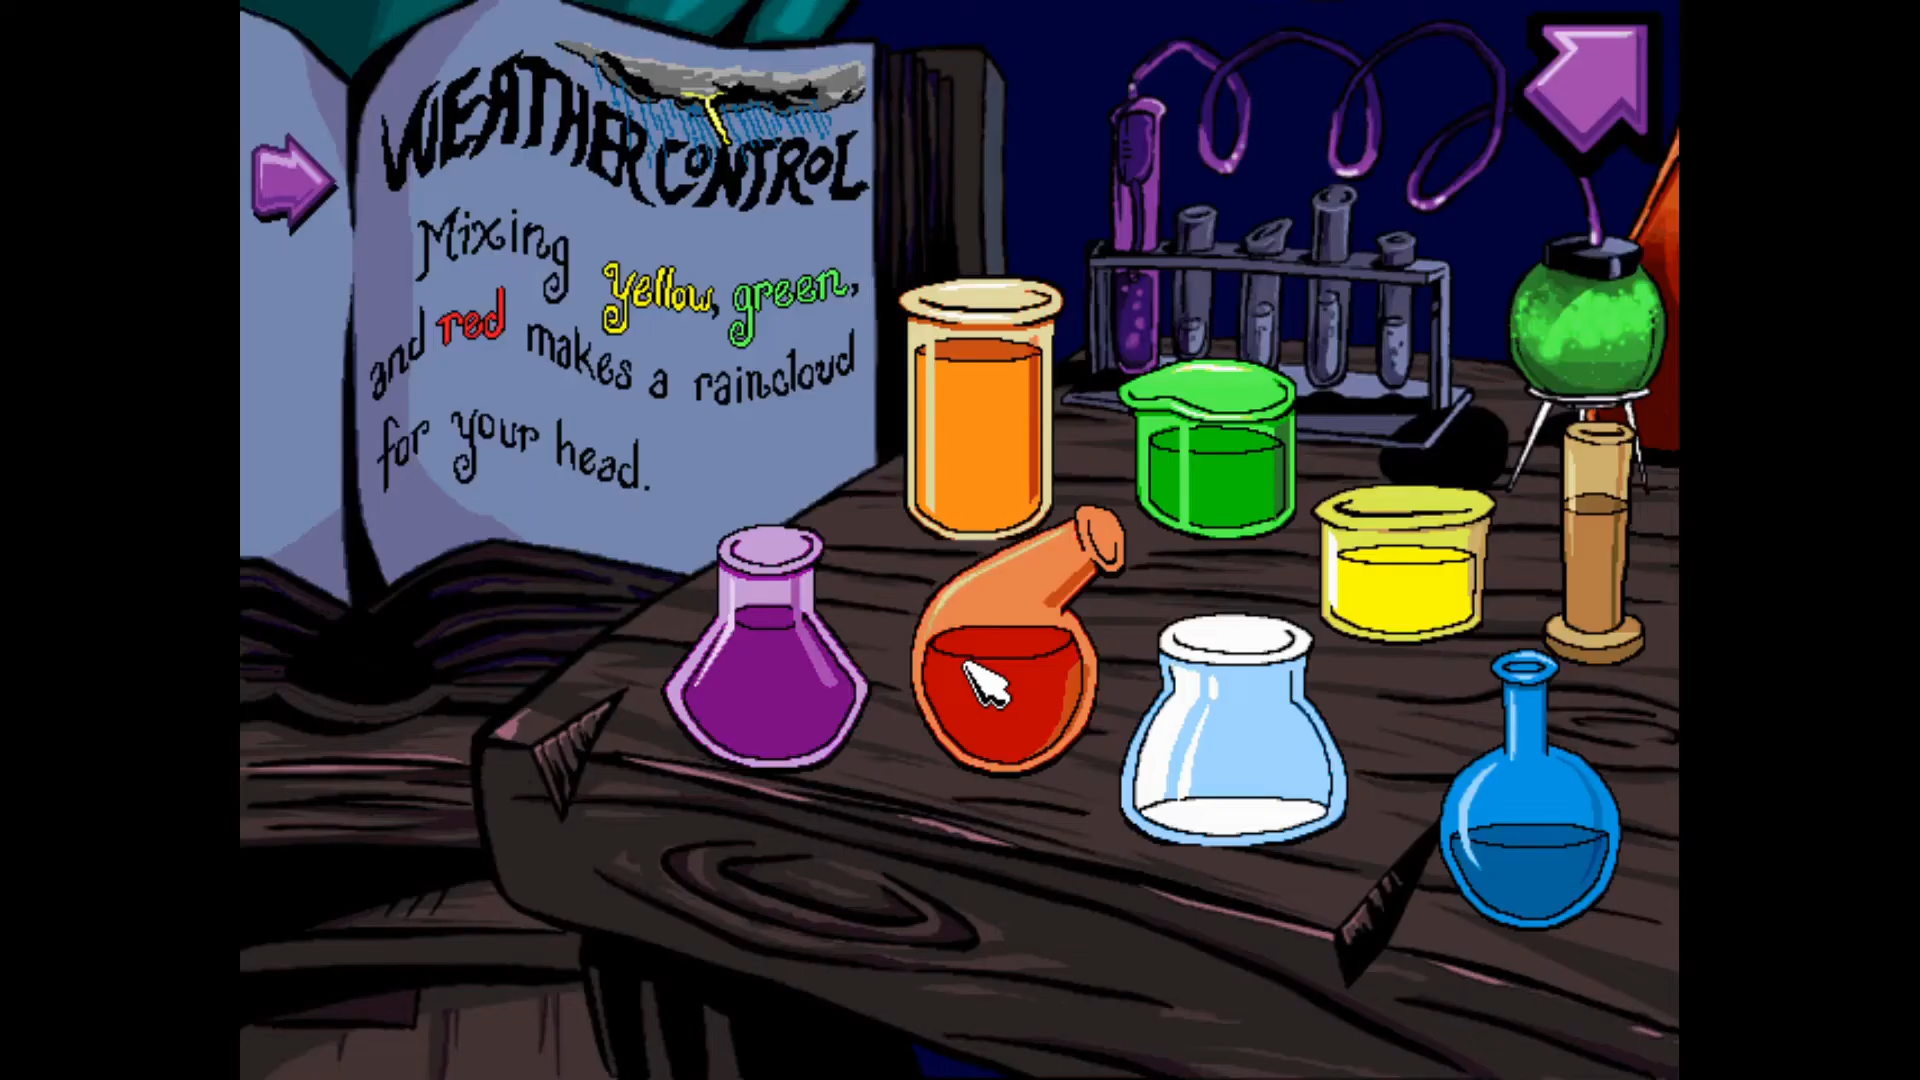 WEATHER CONTROL
Mixing yellow, green,
and red makes a raincloud
for your head.